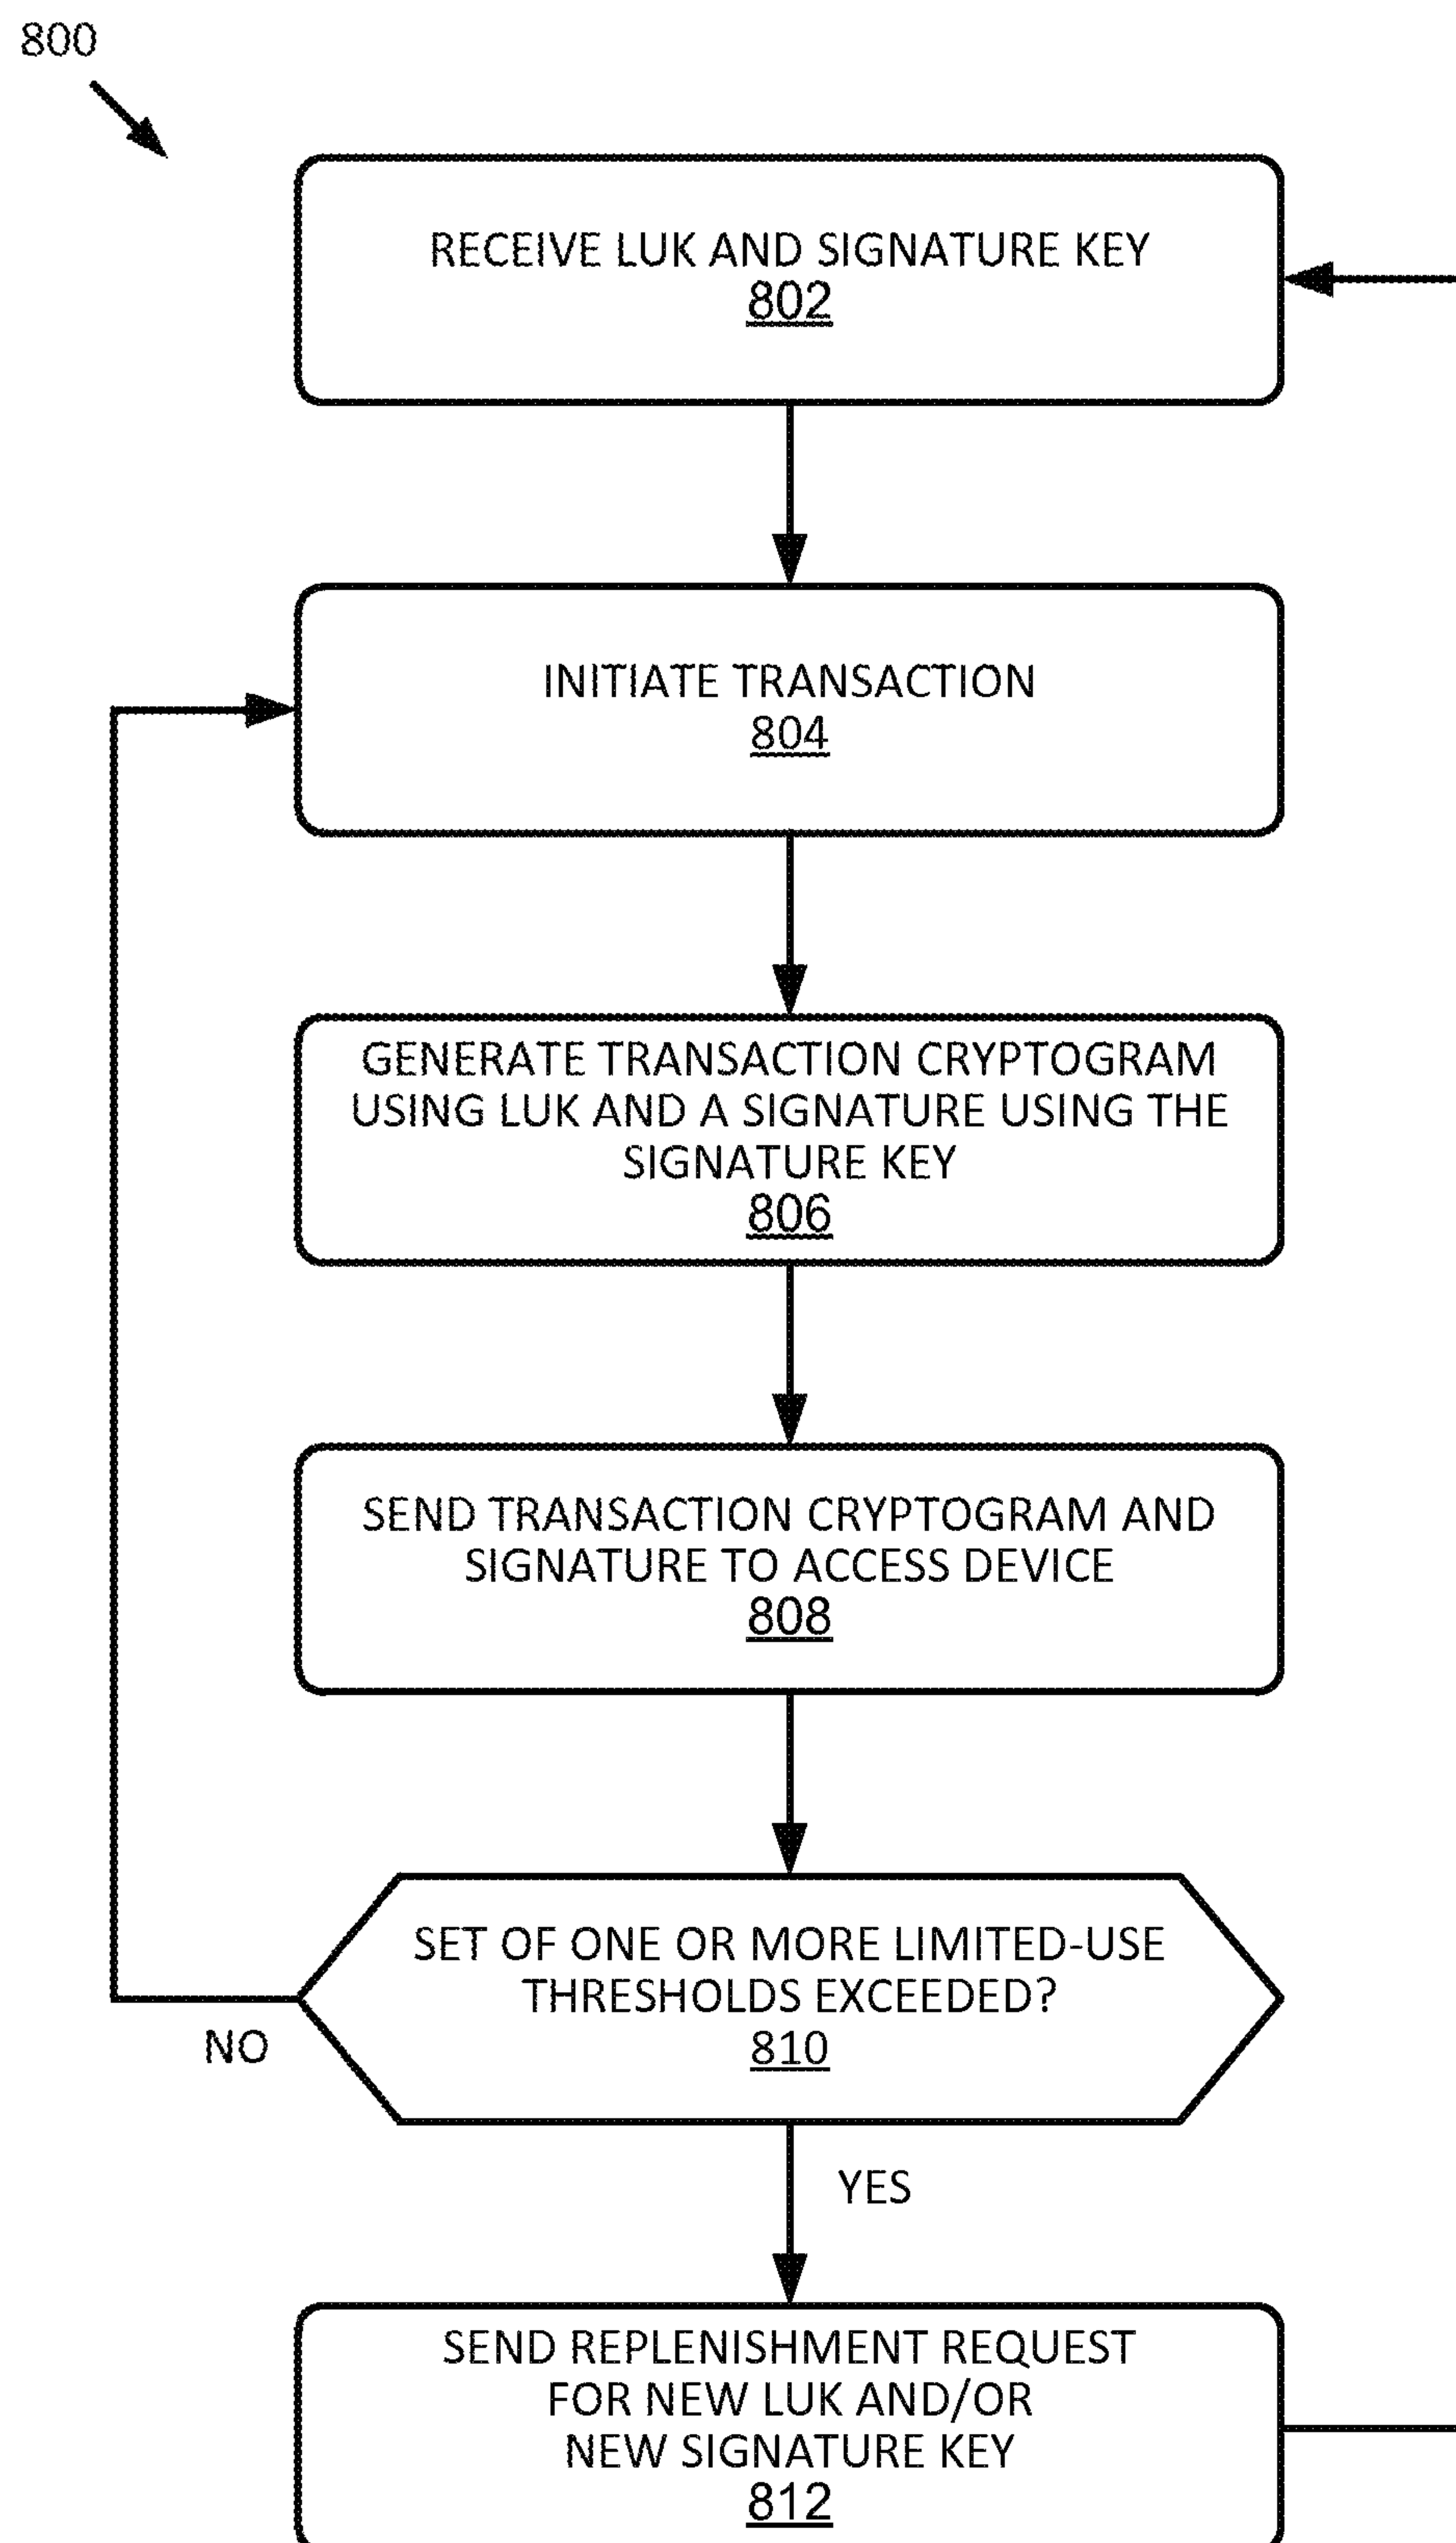 800
RECEIVE LUK AND SIGNATURE KEY
802
INITIATE TRANSACTION
804
GENERATE TRANSACTION CRYPTOGRAM
USING LUK AND A SIGNATURE USING THE
SIGNATURE KEY
806
SEND TRANSACTION CRYPTOGRAM AND
SIGNATURE TO ACCESS DEVICE
808
SET OF ONE OR MORE LIMITED-USE
THRESHOLDS EXCEEDED?
810
NO
YES
SEND REPLENISHMENT REQUEST
FOR NEW LUK AND/OR
NEW SIGNATURE KEY
812